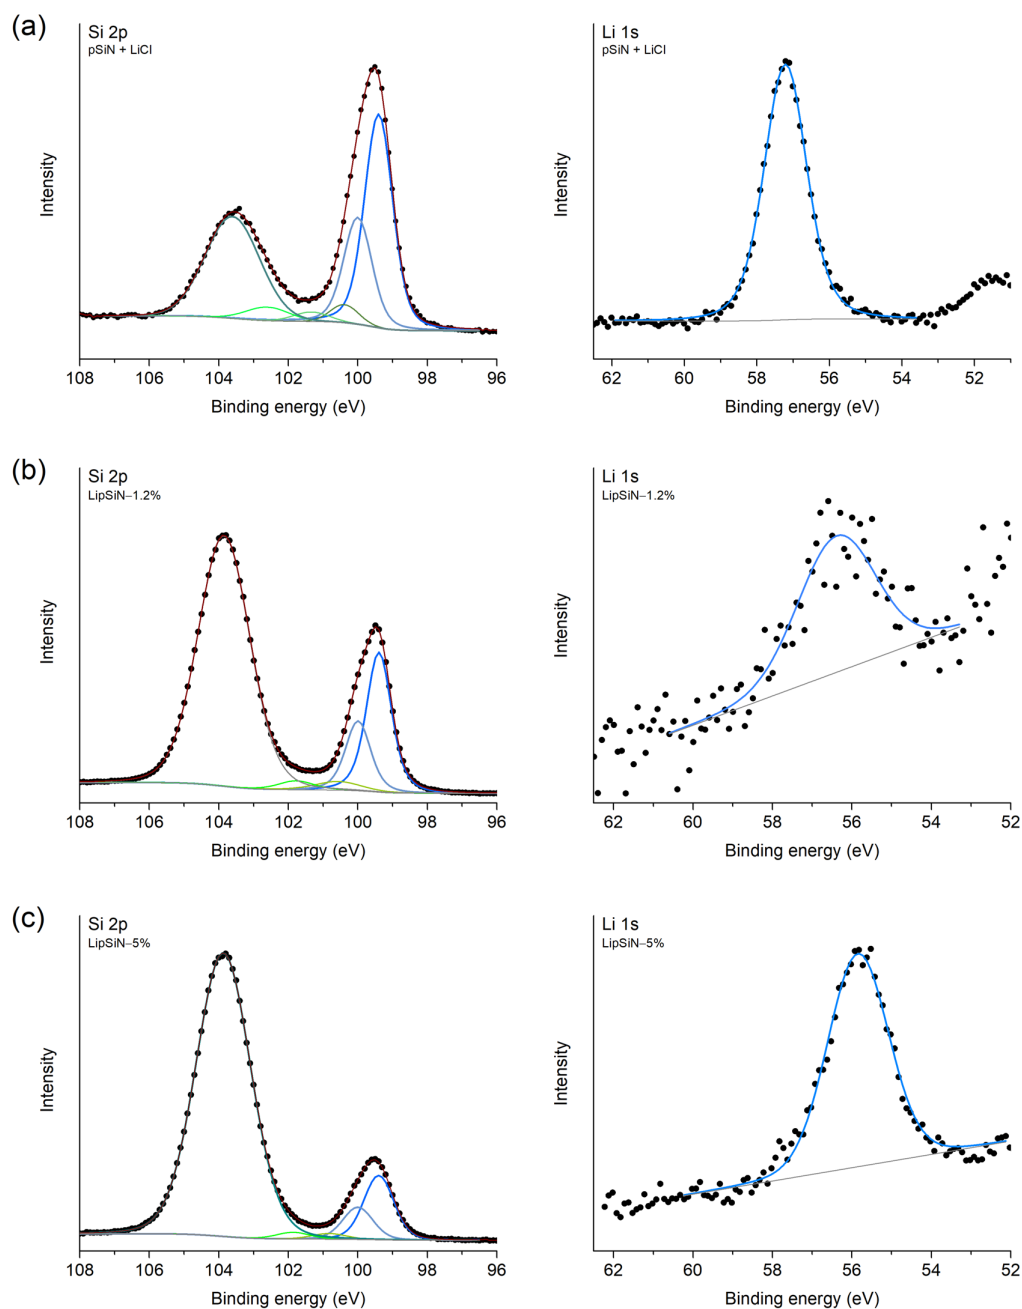 (a)
Si 2p
pSiN + LiCl
Intensity
108 106 104 102 100 98 96
Binding energy (eV)
Li 1s
pSiN + LiCl
Intensity
62 60 58 56 54 52
Binding energy (eV)
(b)
Si 2p
LipSiN–1.2%
Intensity
108 106 104 102 100 98 96
Binding energy (eV)
Li 1s
LipSiN–1.2%
Intensity
62 60 58 56 54 52
Binding energy (eV)
(c)
Si 2p
LipSiN–5%
Intensity
108 106 104 102 100 98 96
Binding energy (eV)
Li 1s
LipSiN–5%
Intensity
62 60 58 56 54 52
Binding energy (eV)